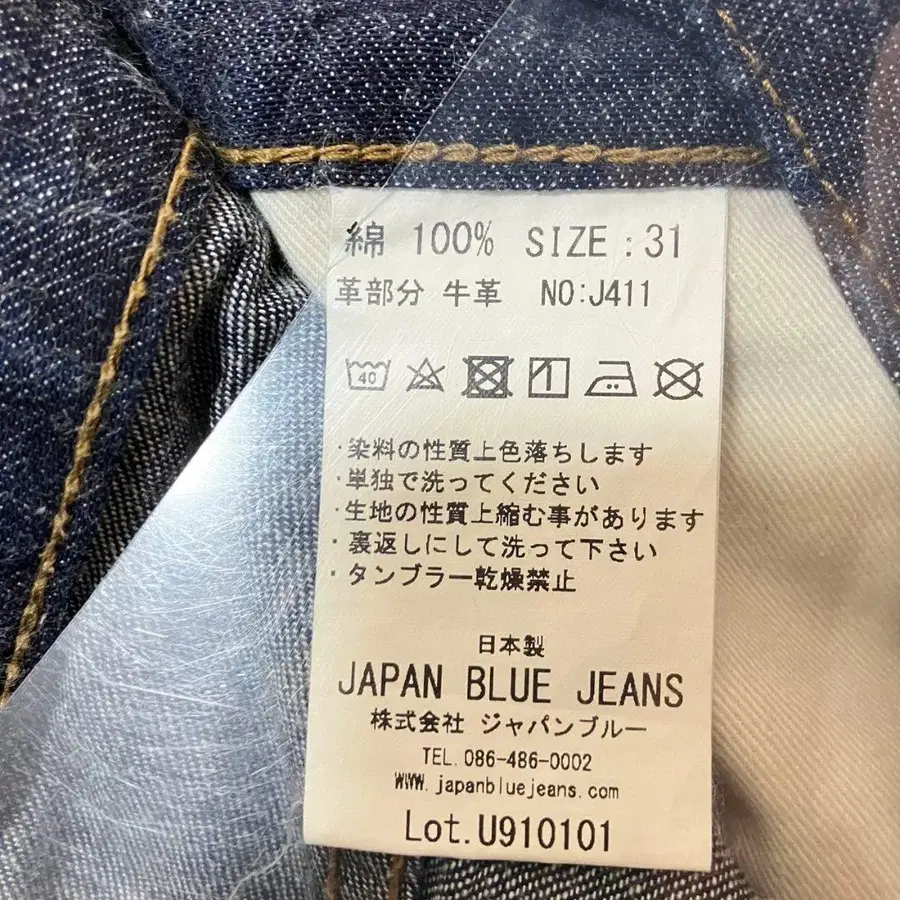 綿 100% SIZE:31
革部分 牛革 NO:J411
40
・染料の性質上色落ちします
・単独で洗ってください
・生地の性質上縮む事があります
・裏返しにして洗って下さい
・タンブラー乾燥禁止
日本製
JAPAN BLUE JEANS
株式会社 ジャパンブルー
TEL.086-486-0002
WWW.japanbluejeans.com
Lot.U910101